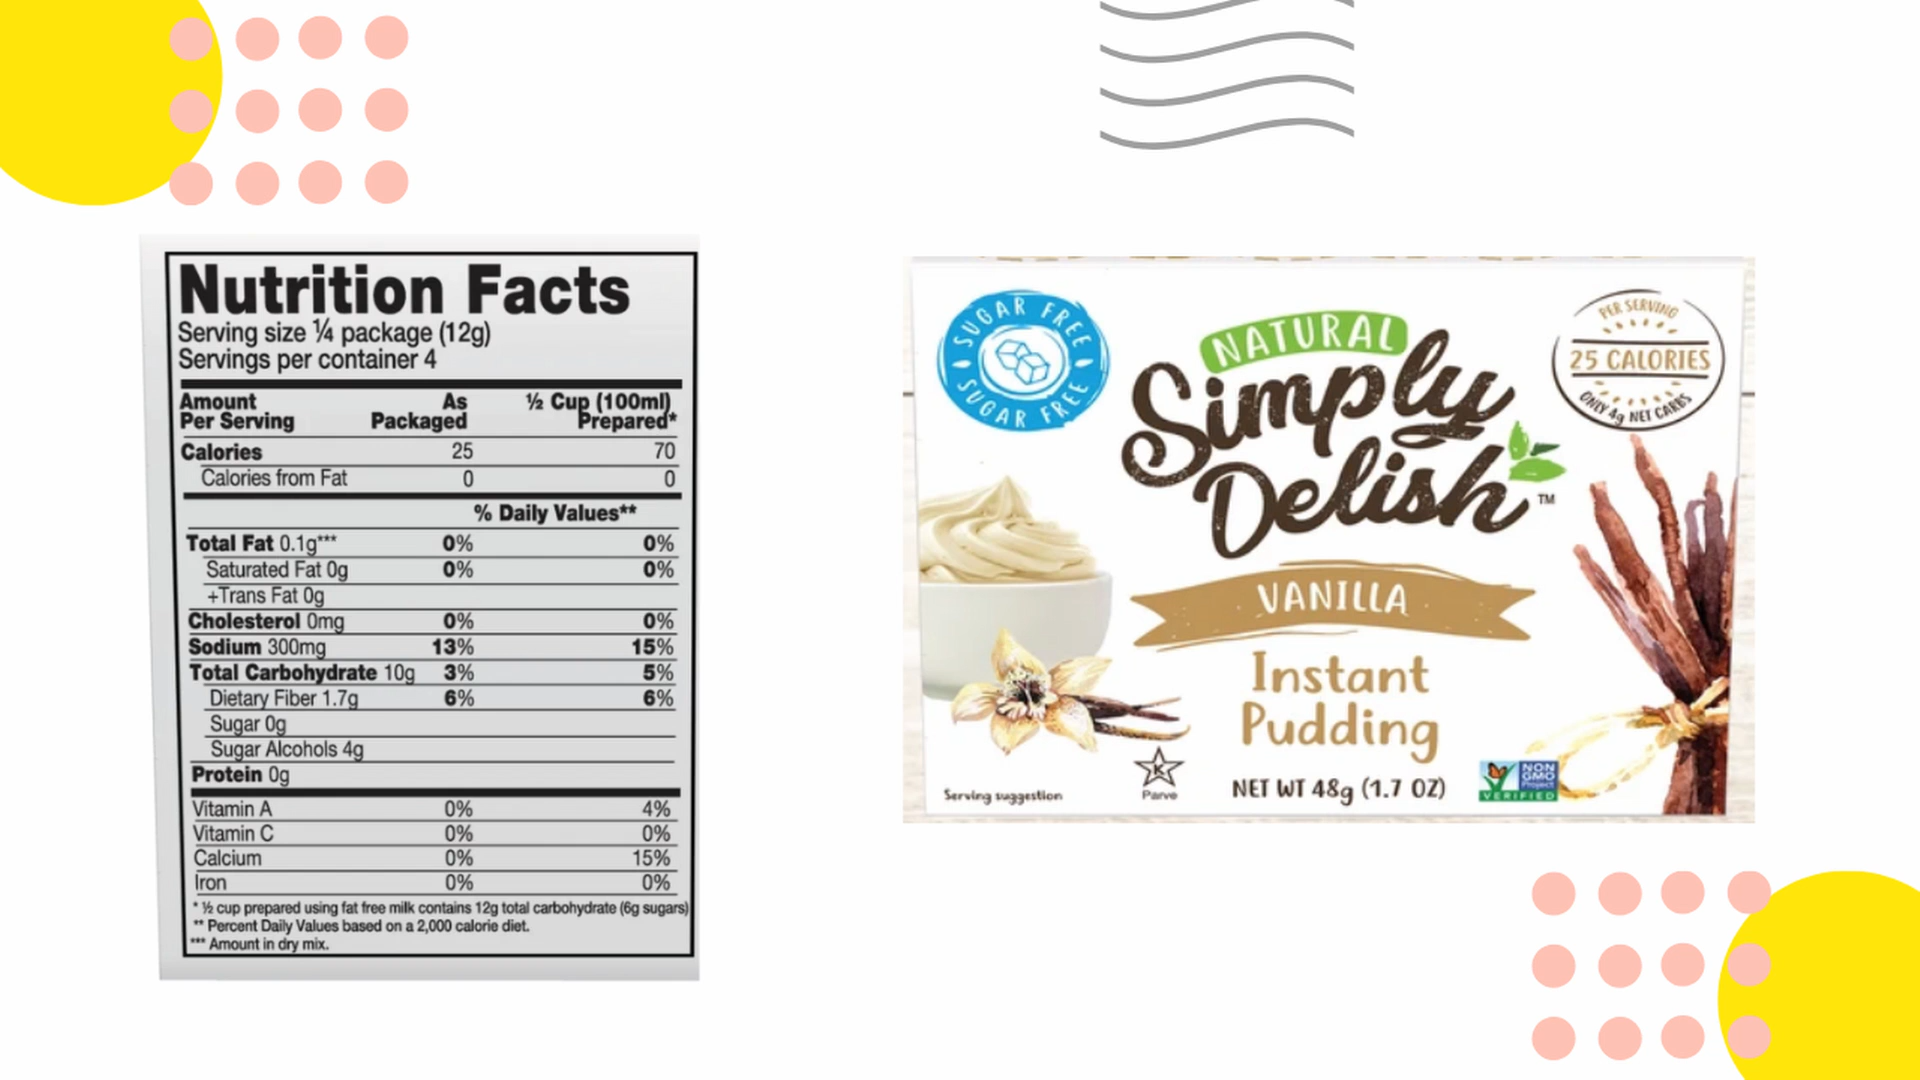 Nutrition Facts
Serving size ¼ package (12g)
Servings per container 4
Amount Per Serving As Packaged ½ Cup (100ml) Prepared*
Calories 25 70
Calories from Fat 0 0
% Daily Values**
Total Fat 0.1g*** 0% 0%
Saturated Fat 0g 0% 0%
+Trans Fat 0g
Cholesterol 0mg 0% 0%
Sodium 300mg 13% 15%
Total Carbohydrate 10g 3% 5%
Dietary Fiber 1.7g 6% 6%
Sugar 0g
Sugar Alcohols 4g
Protein 0g
Vitamin A 0% 4%
Vitamin C 0% 0%
Calcium 0% 15%
Iron 0% 0%
* ½ cup prepared using fat free milk contains 12g total carbohydrate (6g sugars)
** Percent Daily Values based on a 2,000 calorie diet.
*** Amount in dry mix.
SUGAR FREE
SUGAR FREE
NATURAL
Simply
Delish™
PER SERVING
25 CALORIES
ONLY 4g NET CARBS
VANILLA
Instant
Pudding
K
Parve
Serving suggestion
NET WT 48g (1.7 OZ)
NON
GMO
Project
VERIFIED